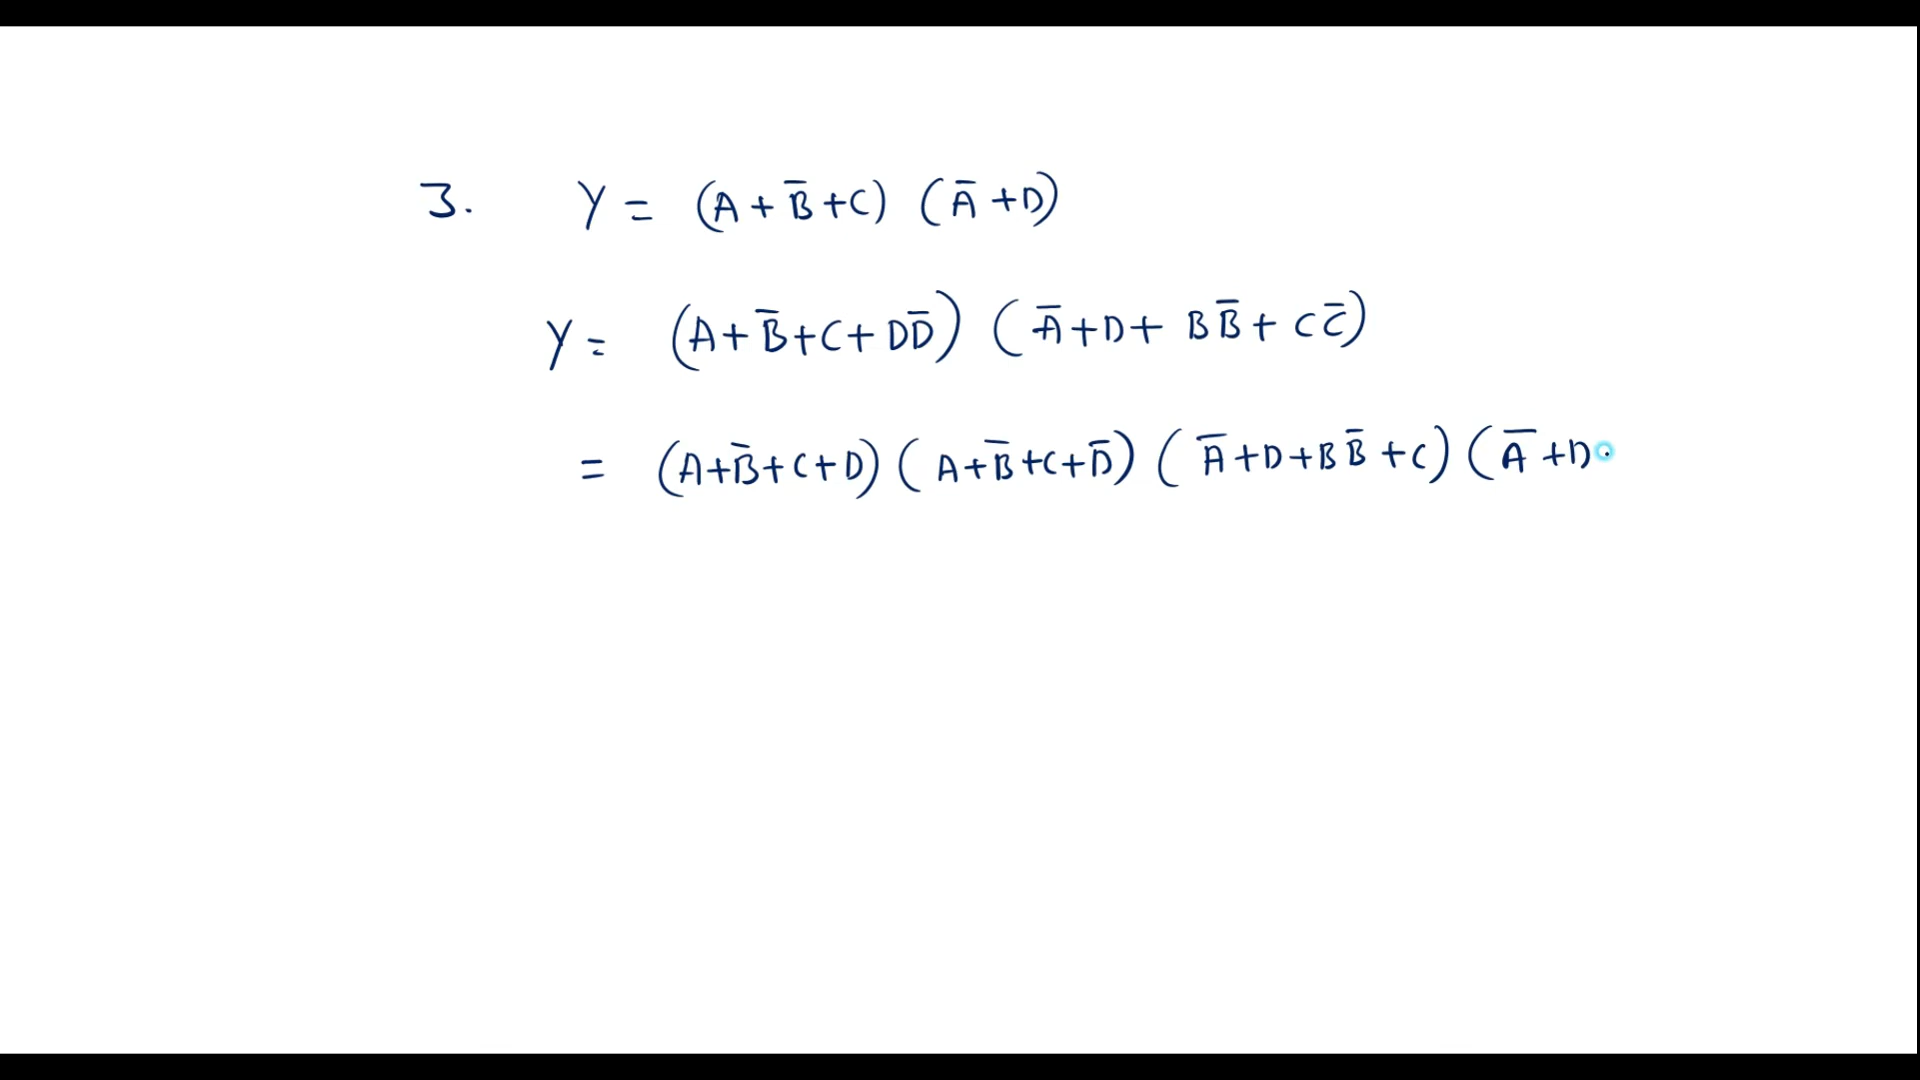 3. Y = (A + B̅ + C) (A̅ + D)
Y = (A + B̅ + C + DD̅) (A̅ + D + BB̅ + CC̅)
= (A + B̅ + C + D) (A + B̅ + C + D̅) (A̅ + D + BB̅ + C) (A̅ + D